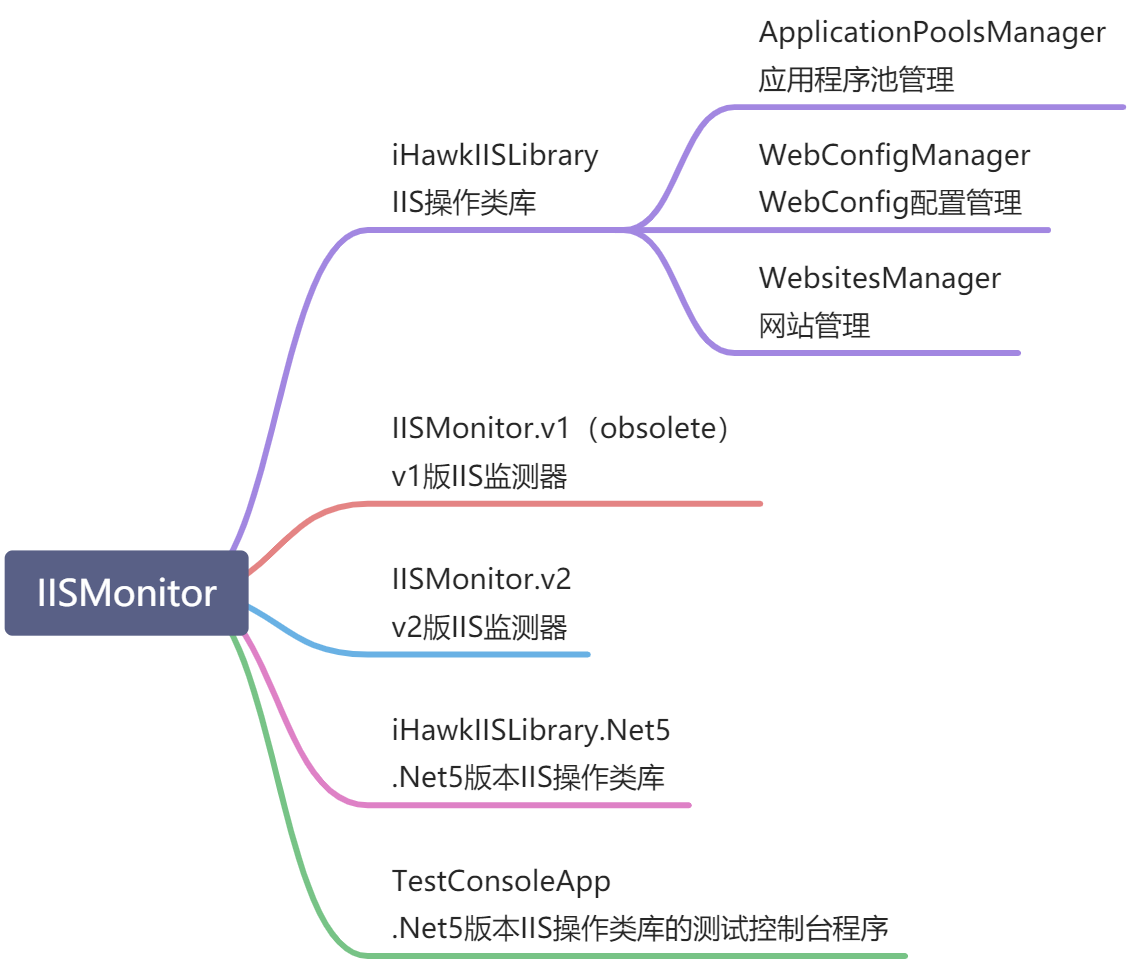 ApplicationPoolsManager
应用程序池管理
iHawkIISLibrary
IIS操作类库
WebConfigManager
WebConfig配置管理
WebsitesManager
网站管理
IISMonitor.v1（obsolete）
v1版IIS监测器
IISMonitor
IISMonitor.v2
v2版IIS监测器
iHawkIISLibrary.Net5
.Net5版本IIS操作类库
TestConsoleApp
.Net5版本IIS操作类库的测试控制台程序